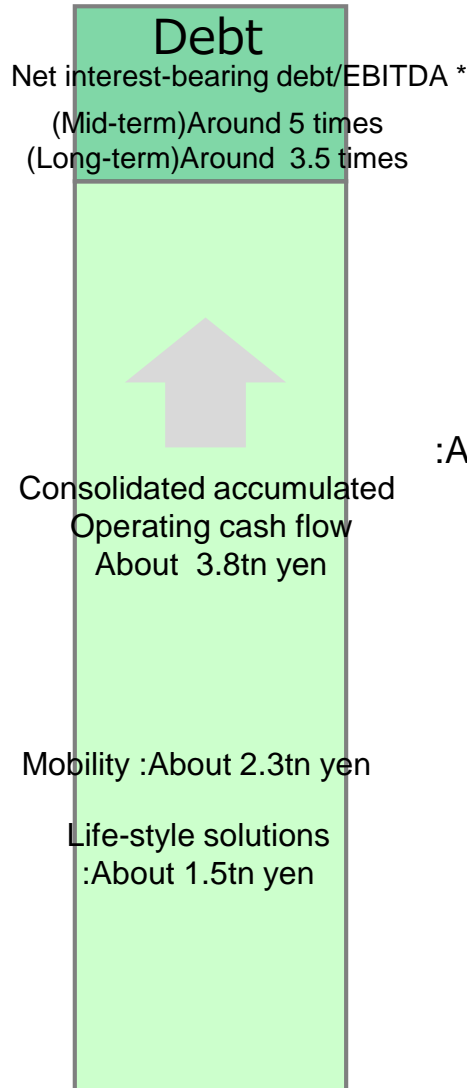 Debt
Net interest-bearing debt/EBITDA *
(Mid-term)Around 5 times
(Long-term)Around 3.5 times
:A
Consolidated accumulated
Operating cash flow
About 3.8tn yen
Mobility :About 2.3tn yen
Life-style solutions
:About 1.5tn yen